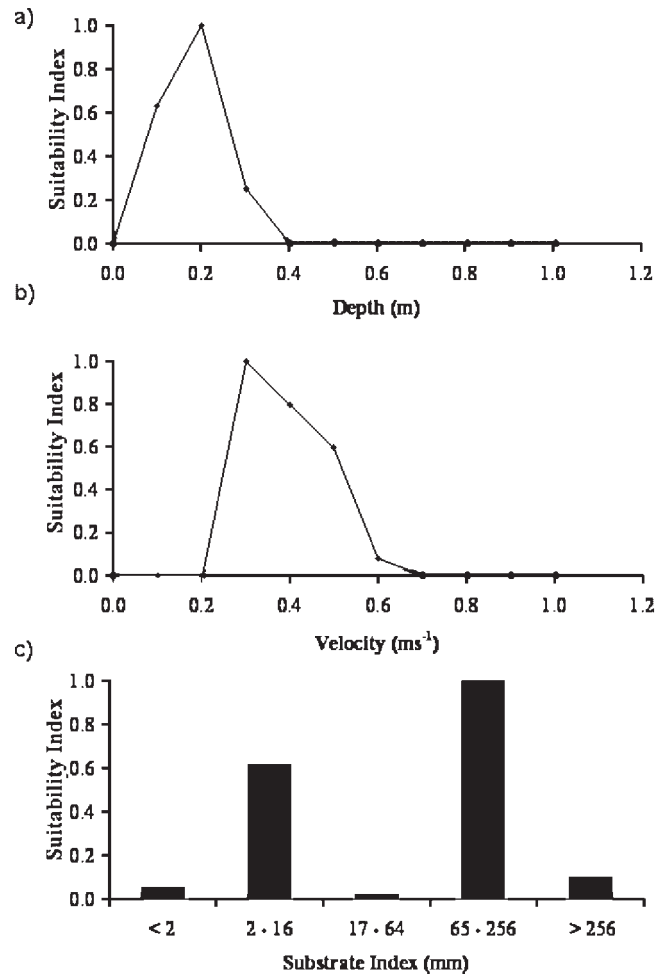 a)
Suitability Index
1.0
0.8
0.6
0.4
0.2
0.0
0.0 0.2 0.4 0.6 0.8 1.0 1.2
Depth (m)
b)
Suitability Index
1.0
0.8
0.6
0.4
0.2
0.0
0.0 0.2 0.4 0.6 0.8 1.0 1.2
Velocity (ms⁻¹)
c)
Suitability Index
1.0
0.8
0.6
0.4
0.2
0.0
< 2 2 - 16 17 - 64 65 - 256 > 256
Substrate Index (mm)